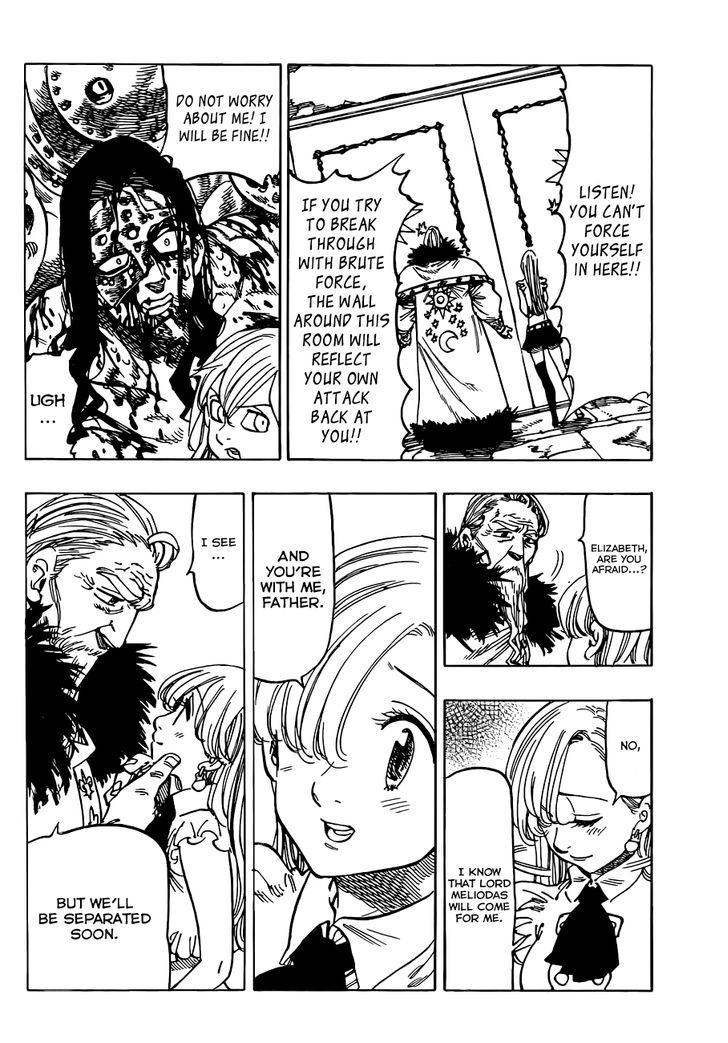 LISTEN!
YOU CAN'T
FORCE
YOURSELF
IN HERE!!
IF YOU TRY
TO BREAK
THROUGH
WITH BRUTE
FORCE,
THE WALL
AROUND THIS
ROOM WILL
REFLECT
YOUR OWN
ATTACK
BACK AT
YOU!!
DO NOT WORRY
ABOUT ME! I
WILL BE FINE!!
UGH
...
ELIZABETH,
ARE YOU
AFRAID...?
NO,
I KNOW
THAT LORD
MELIODAS
WILL COME
FOR ME.
AND
YOU'RE
WITH ME,
FATHER.
I SEE
...
BUT WE'LL
BE SEPARATED
SOON.